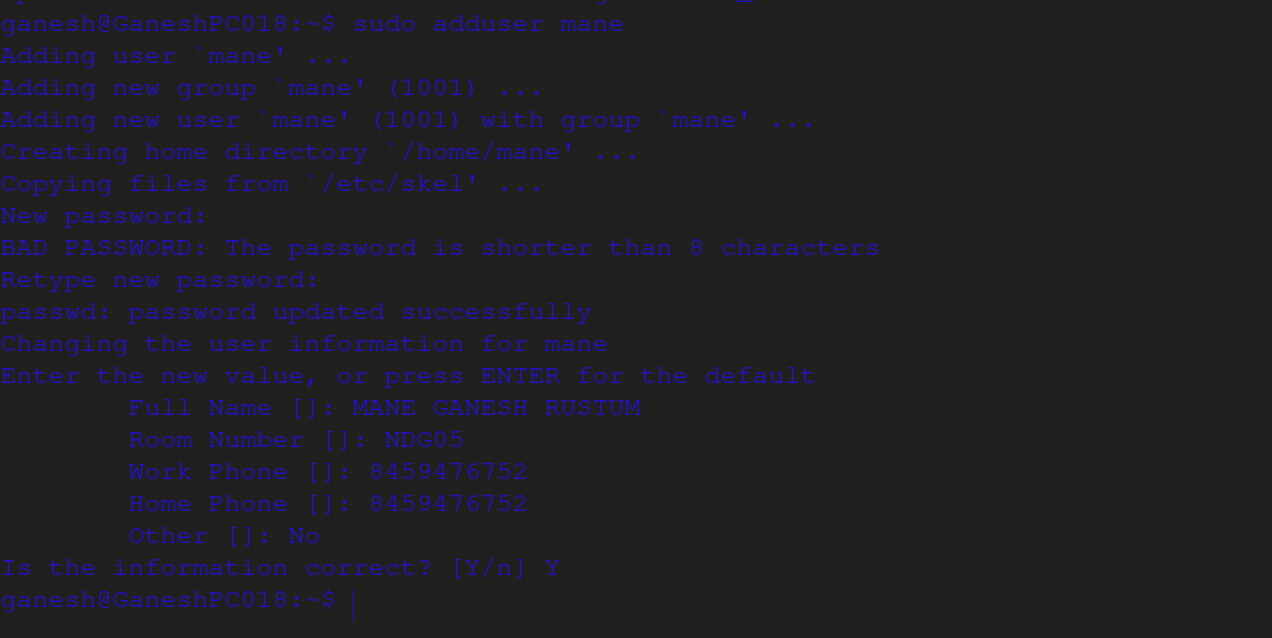 ganesh@GaneshPC018:~$ sudo adduser mane
Adding user `mane' ...
Adding new group `mane' (1001) ...
Adding new user `mane' (1001) with group `mane' ...
Creating home directory `/home/mane' ...
Copying files from `/etc/skel' ...
New password:
BAD PASSWORD: The password is shorter than 8 characters
Retype new password:
passwd: password updated successfully
Changing the user information for mane
Enter the new value, or press ENTER for the default
        Full Name []: MANE GANESH RUSTUM
        Room Number []: NDG05
        Work Phone []: 8459476752
        Home Phone []: 8459476752
        Other []: No
Is the information correct? [Y/n] Y
ganesh@GaneshPC018:~$